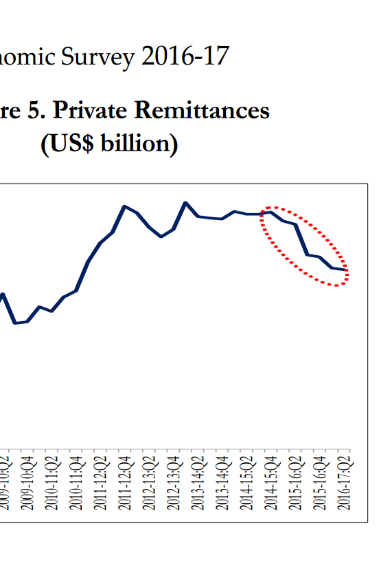 nomic Survey 2016-17
re 5. Private Remittances
(US$ billion)
2009-10:Q2
2009-10:Q4
2010-11:Q2
2010-11:Q4
2011-12:Q2
2011-12:Q4
2012-13:Q2
2012-13:Q4
2013-14:Q2
2013-14:Q4
2014-15:Q2
2014-15:Q4
2015-16:Q2
2015-16:Q4
2016-17:Q2